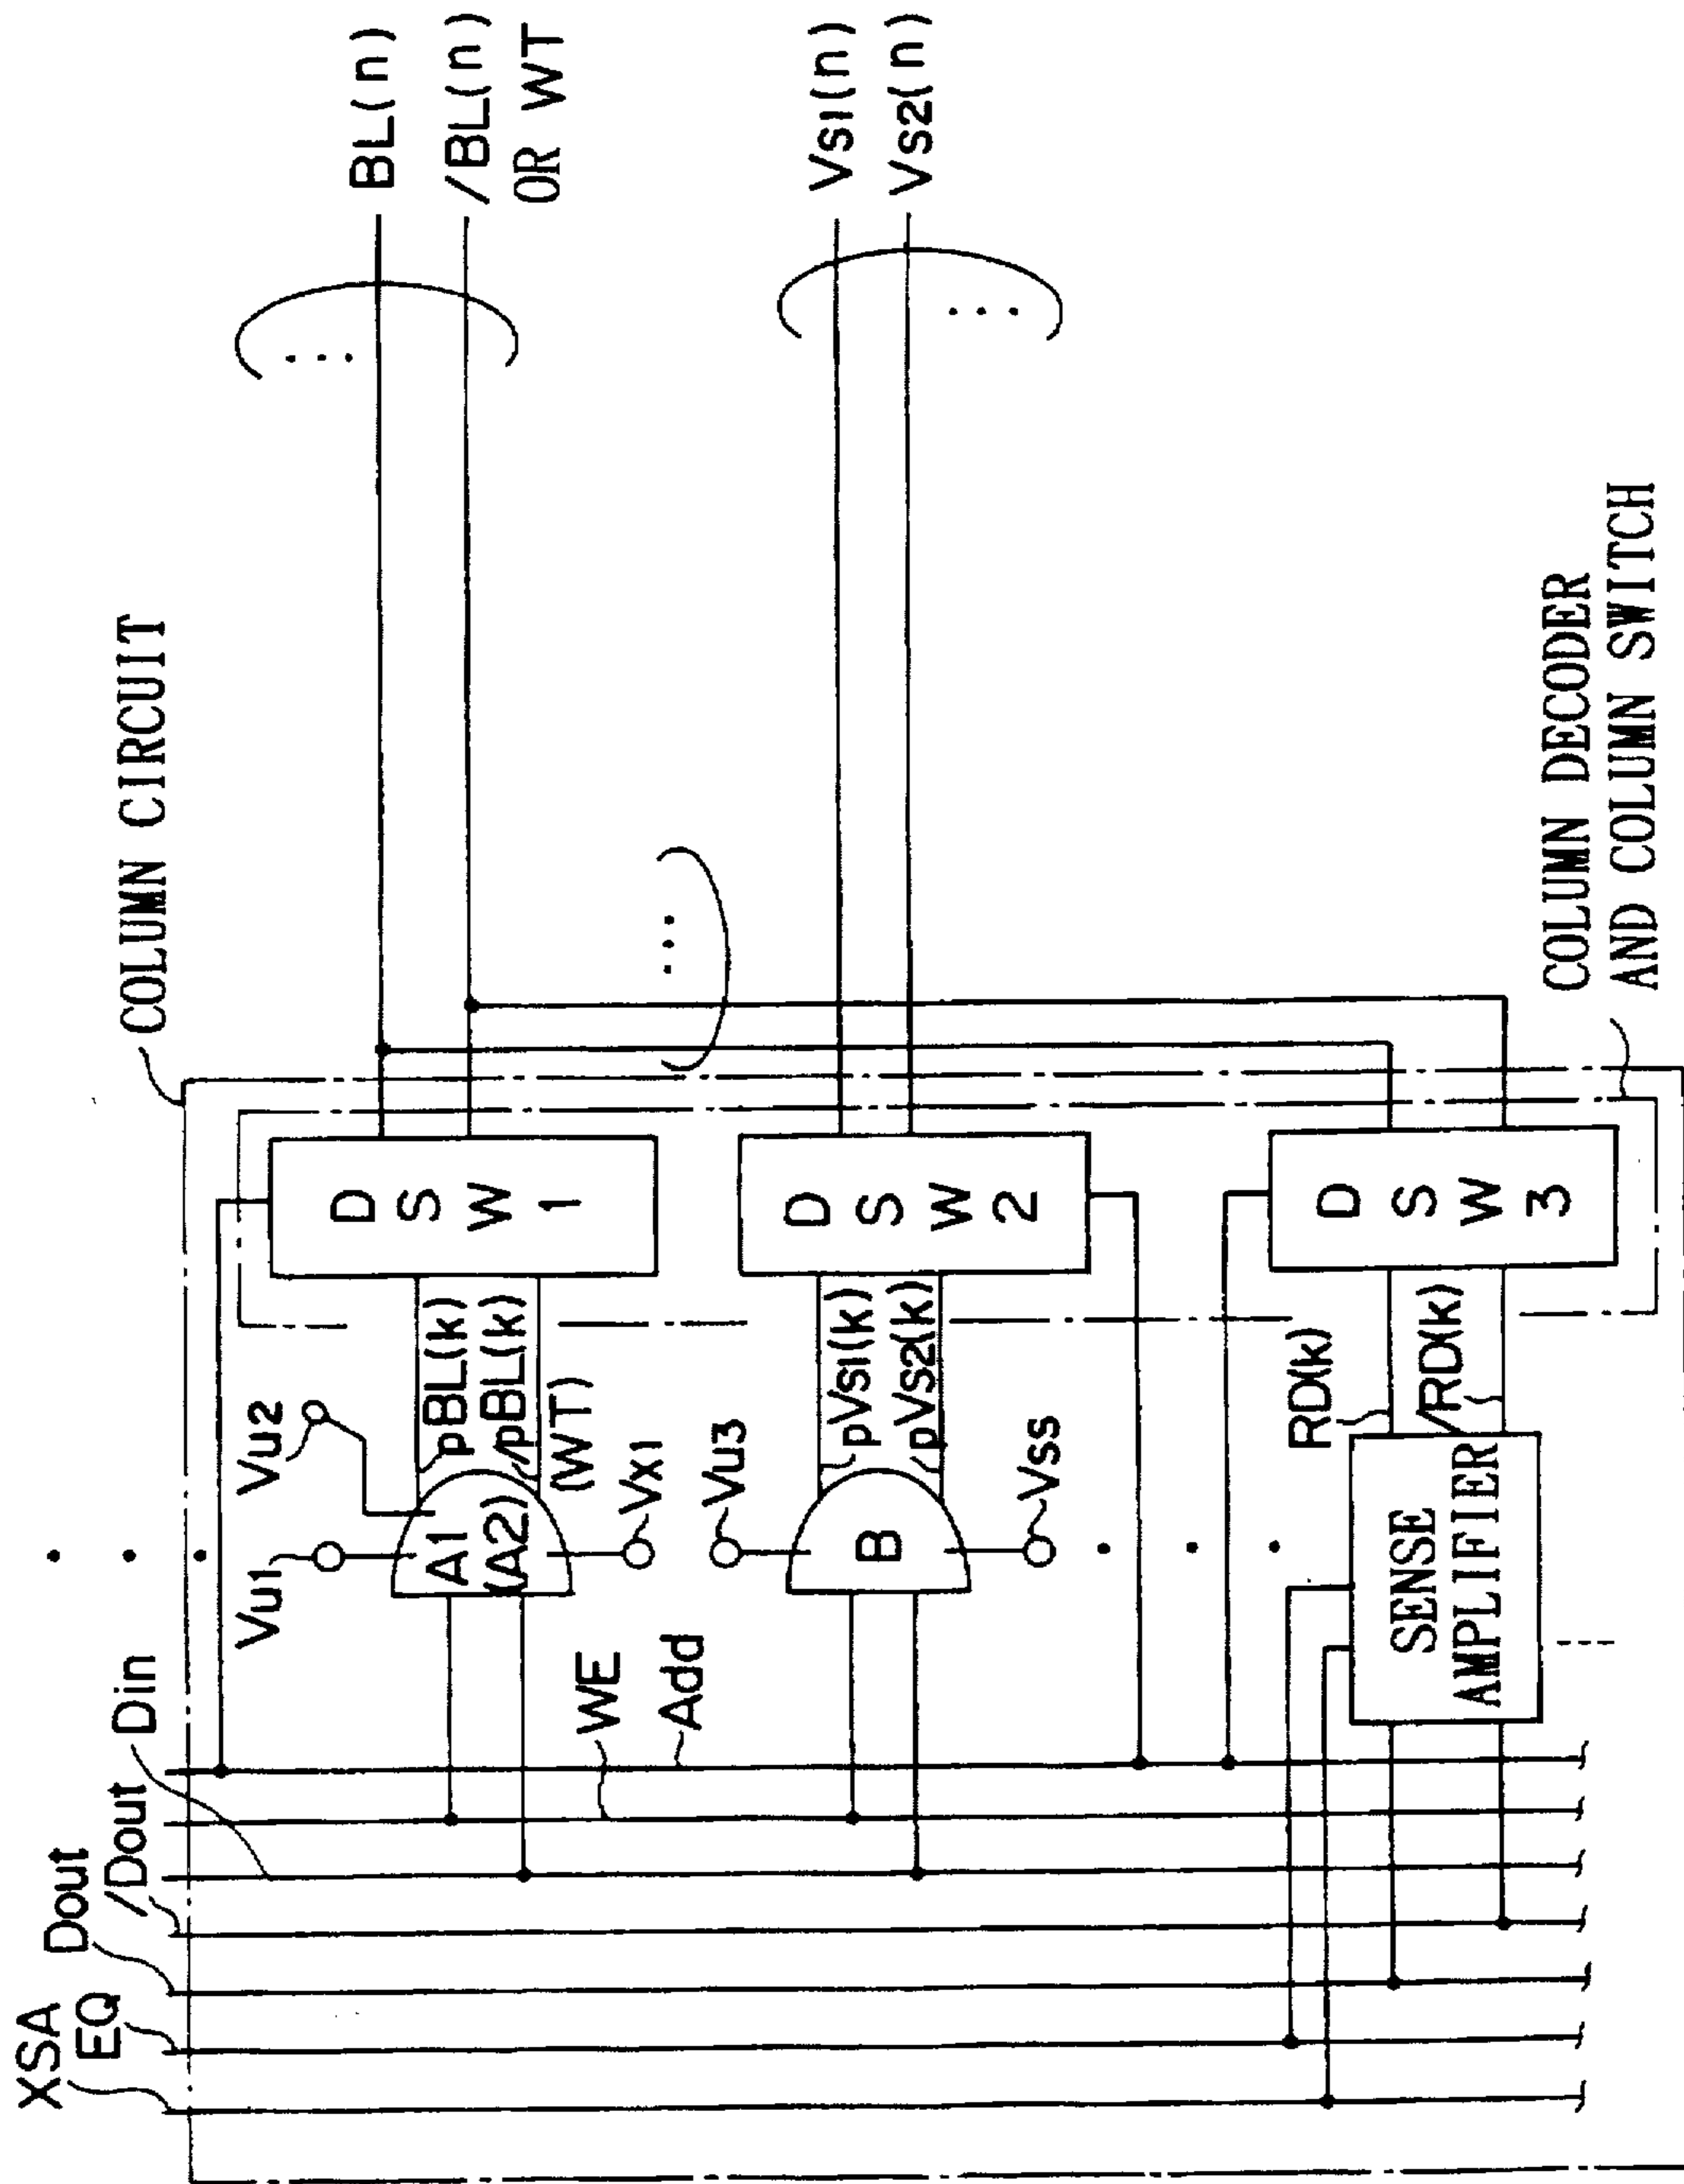 COLUMN CIRCUIT
XSA
EQ
Dout
/Dout
Din
WE
Add
Vu1
Vu2
A1
(A2)
Vx1
pBL(k)
/pBL(k)
(WT)
DSW1
BL(n)
/BL(n)
OR WT
Vu3
B
Vss
pVs1(k)
pVs2(k)
DSW2
Vs1(n)
Vs2(n)
SENSE
AMPLIFIER
RD(k)
/RD(k)
DSW3
COLUMN DECODER
AND COLUMN SWITCH